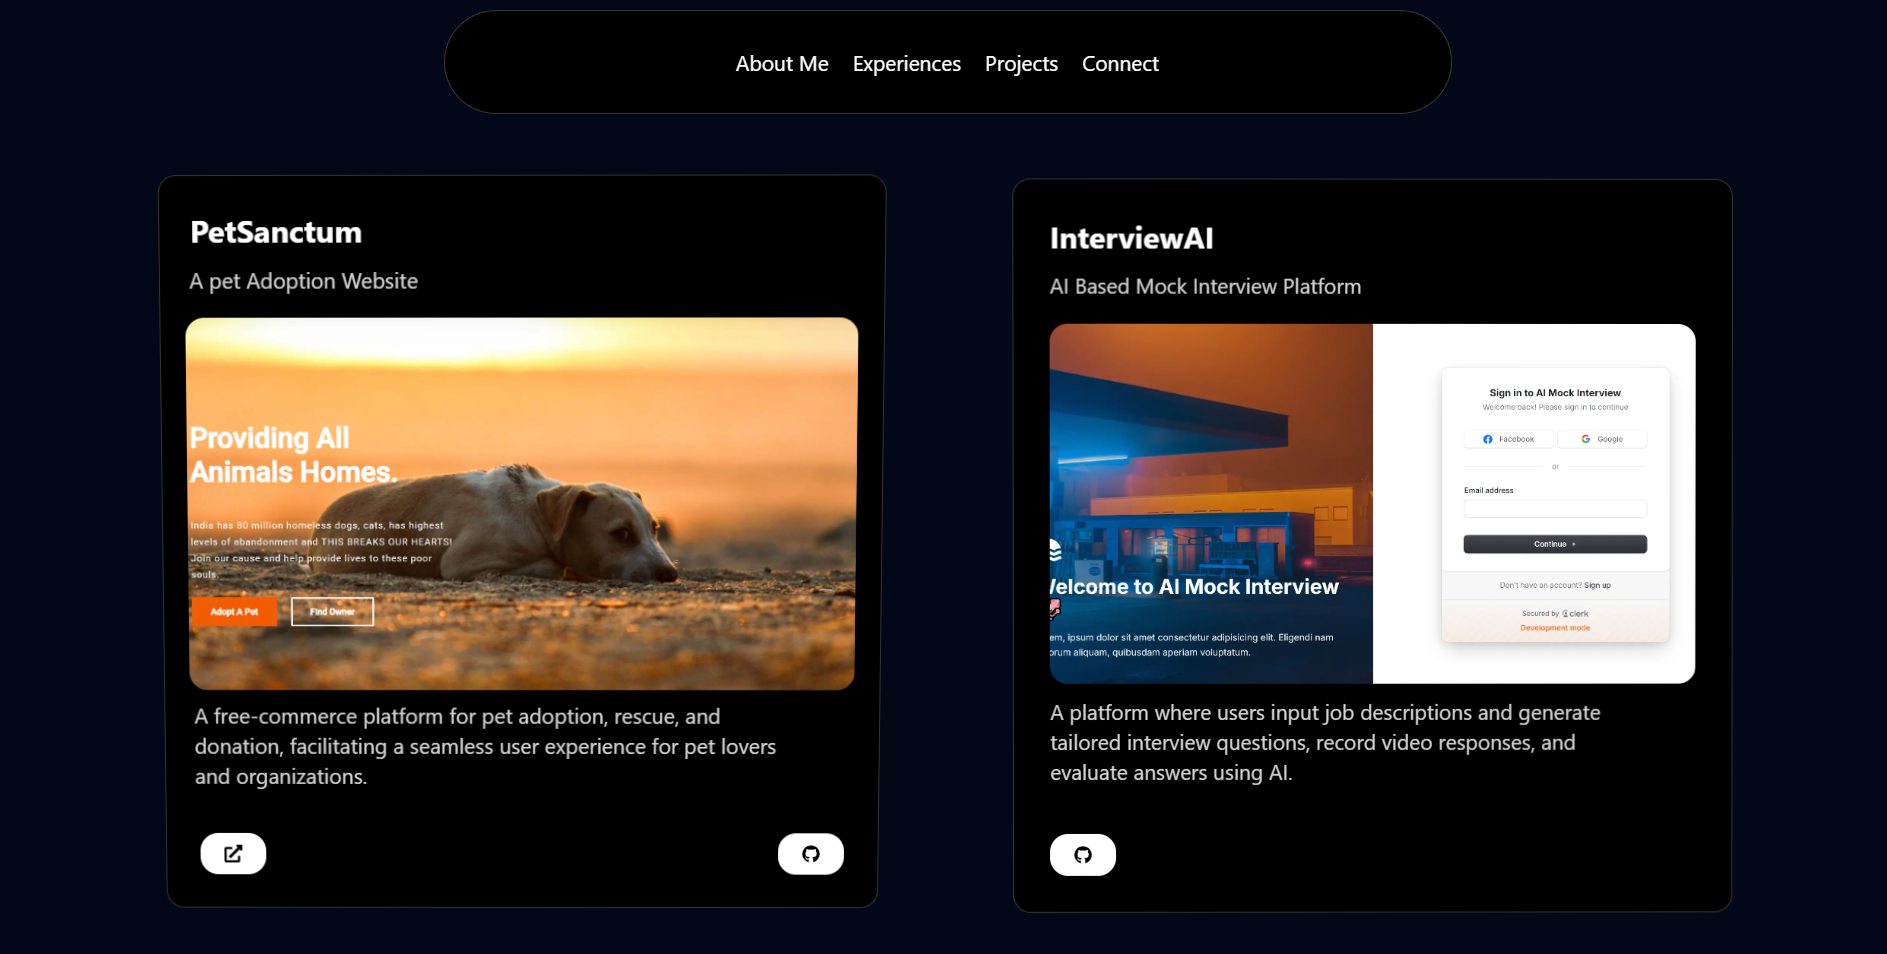 About Me Experiences Projects Connect
PetSanctum
A pet Adoption Website
Providing All
Animals Homes.
India has 80 million homeless dogs, cats, has highest
levels of abandonment and THIS BREAKS OUR HEARTS!
Join our cause and help provide lives to these poor
souls
Adopt A Pet Find Owner
A free-commerce platform for pet adoption, rescue, and
donation, facilitating a seamless user experience for pet lovers
and organizations.
InterviewAI
AI Based Mock Interview Platform
elcome to AI Mock Interview
em, ipsum dolor sit amet consectetur adipisicing elit. Eligendi nam
orum aliquam, quibusdam aperiam voluptatum.
Sign in to AI Mock Interview
Welcome back! Please sign in to continue
Facebook Google
or
Email address
Continue
Don't have an account? Sign up
Secured by clerk
Development mode
A platform where users input job descriptions and generate
tailored interview questions, record video responses, and
evaluate answers using AI.